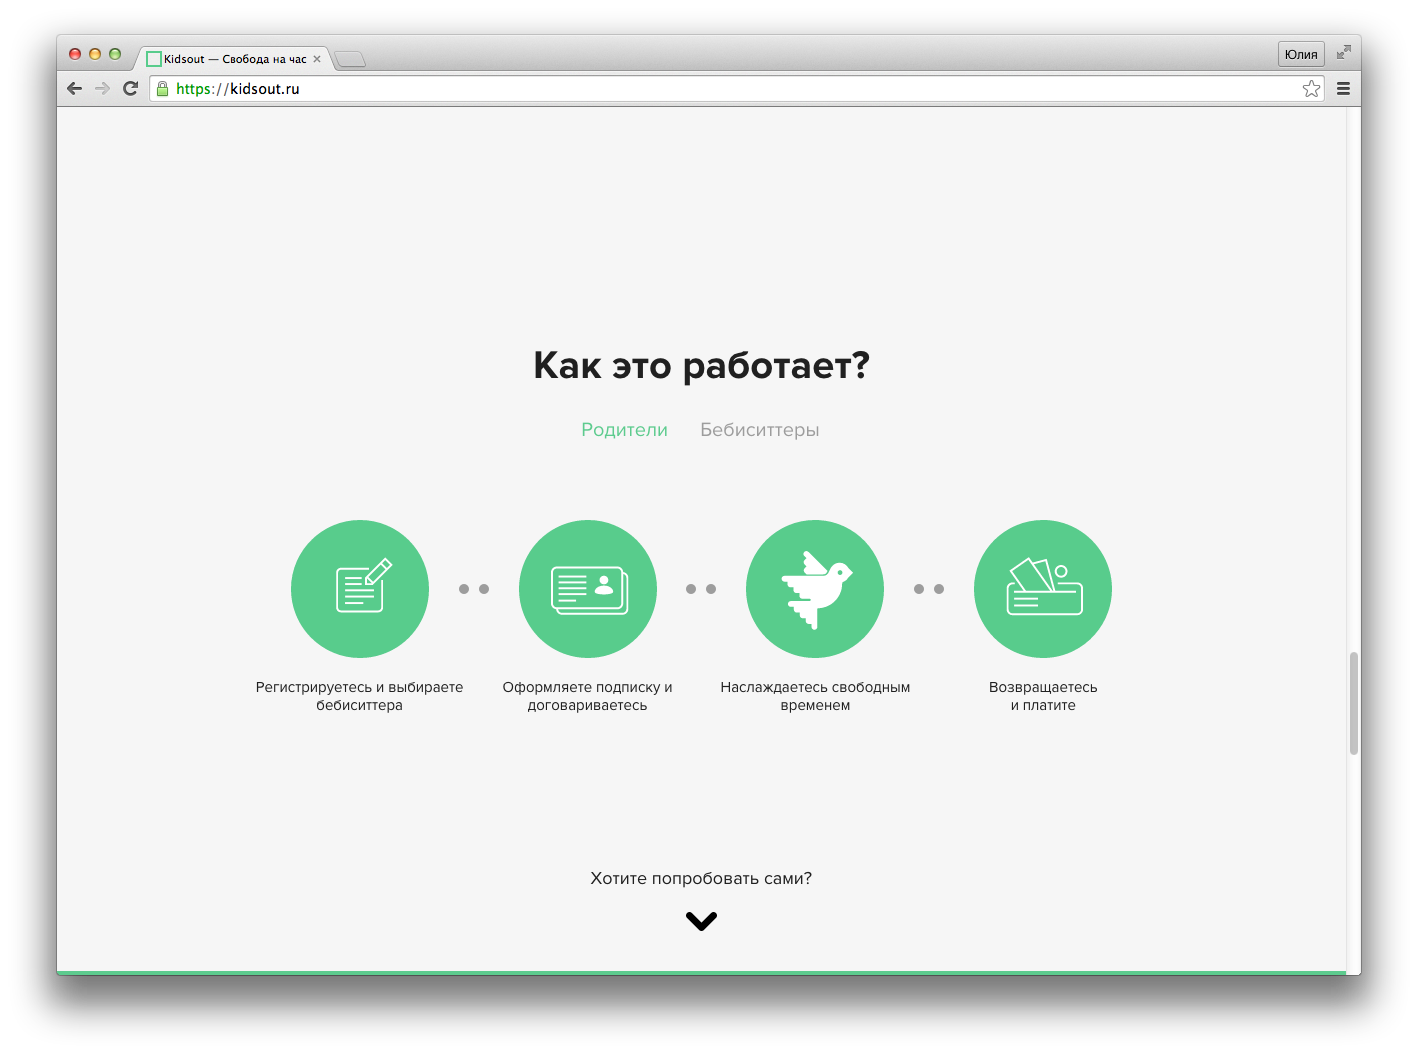 Kidsout — Свобода на час
Юлия
https://kidsout.ru
Как это работает?
Родители Бебиситтеры
Регистрируетесь и выбираете
бебиситтера
Оформляете подписку и
договариваетесь
Наслаждаетесь свободным
временем
Возвращаетесь
и платите
Хотите попробовать сами?